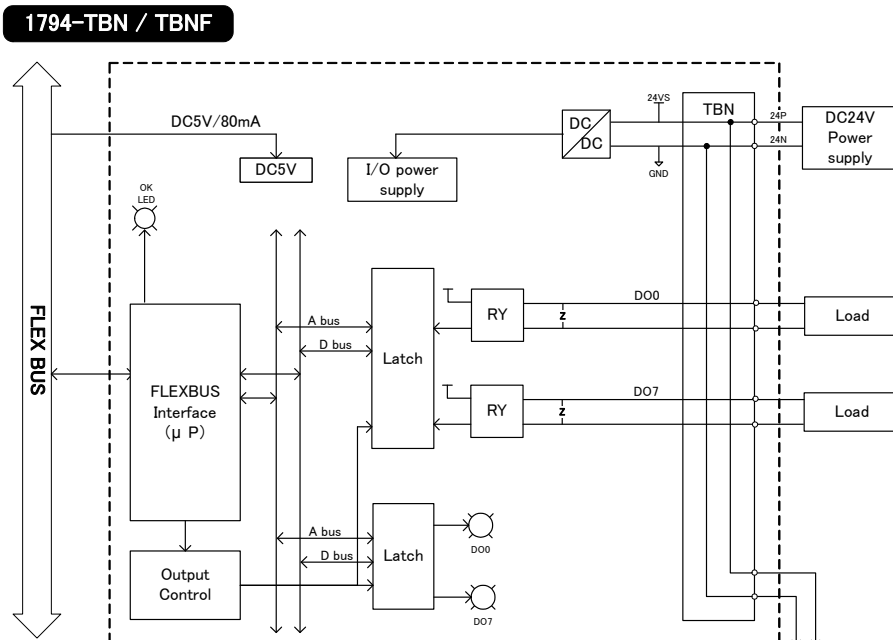 1794-TBN / TBNF
DC5V/80mA
24VS
TBN
24P
DC24V
Power
supply
DC
DC
24N
DC5V
I/O power
supply
GND
OK
LED
FLEX BUS
A bus
D bus
Latch
RY
Z
DO0
Load
FLEXBUS
Interface
(μ P)
RY
Z
DO7
Load
A bus
D bus
Latch
DO0
DO7
Output
Control